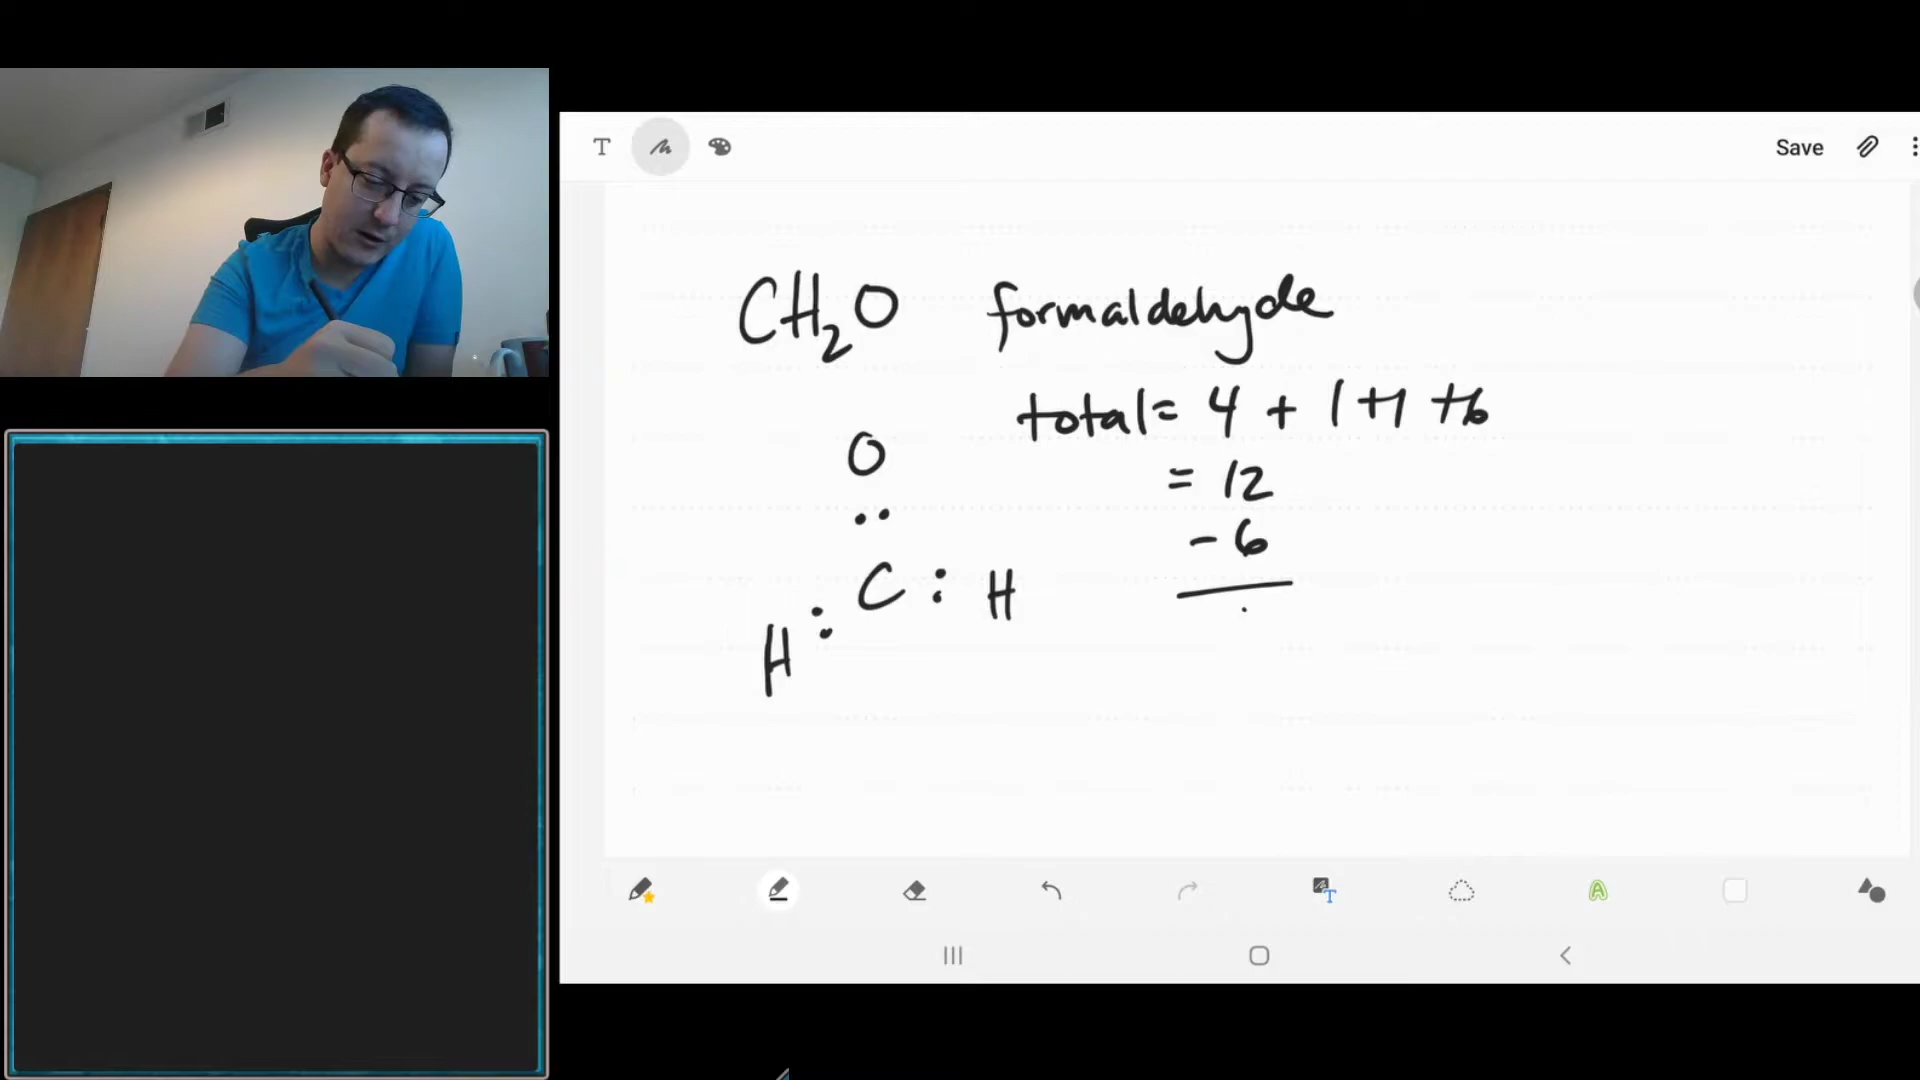 T
Save
CH₂O formaldehyde
total = 4 + 1 + 1 + 6
= 12
- 6
O
..
C : H
H :